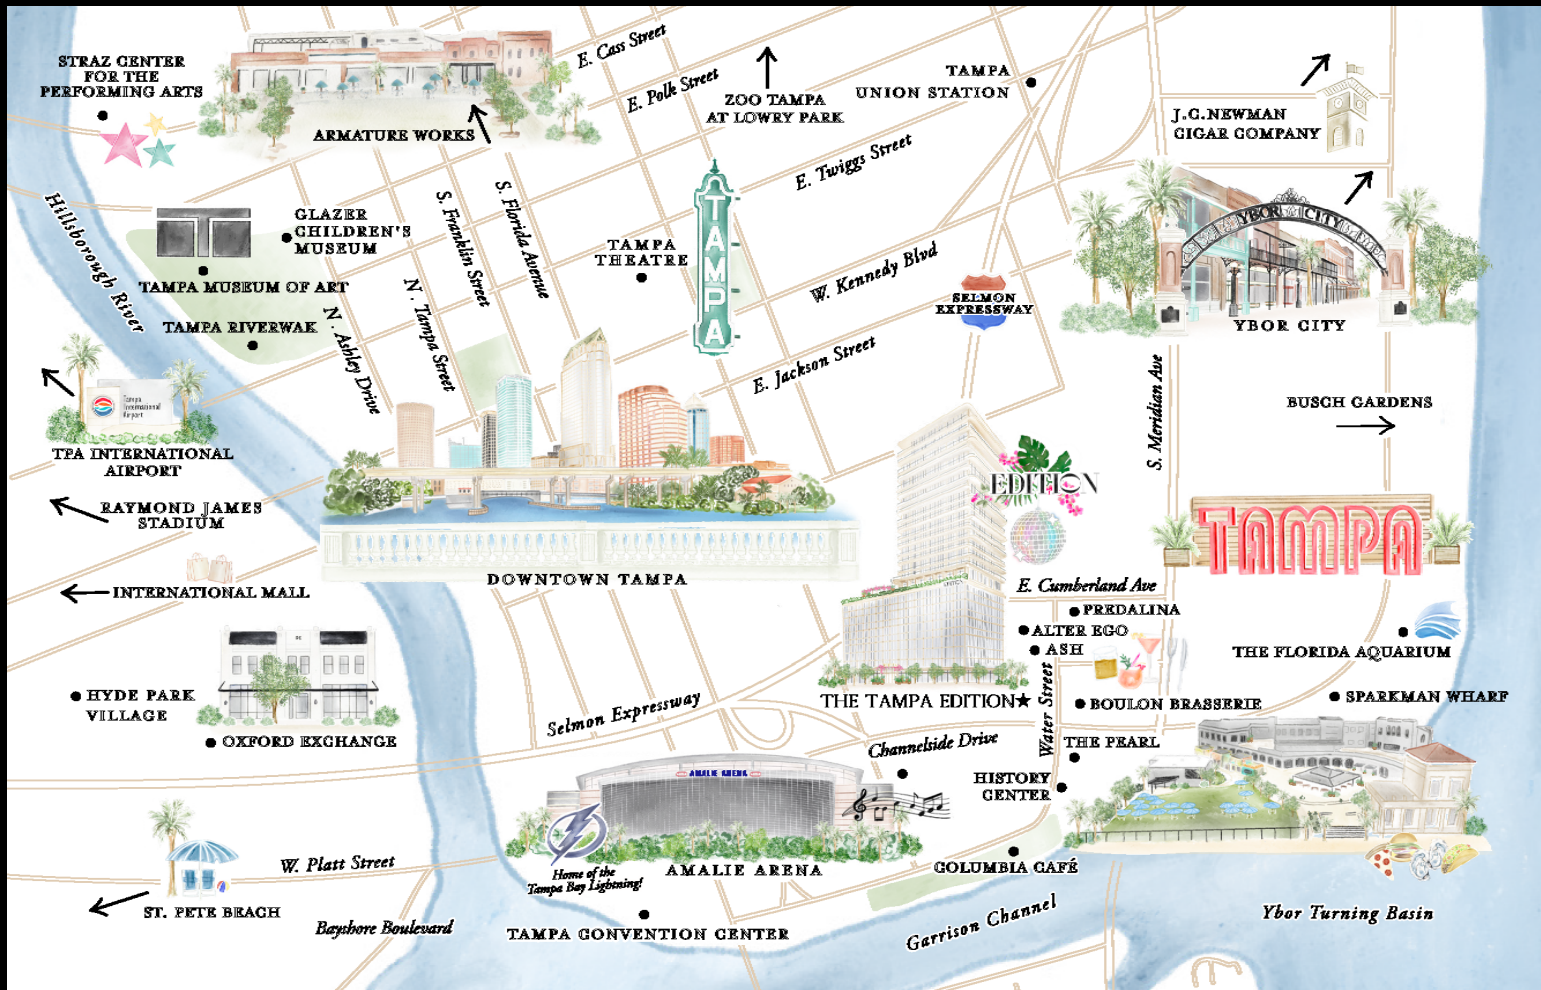 STRAZ CENTER
FOR THE
PERFORMING ARTS
ARMATURE WORKS
E. Cass Street
E. Polk Street
ZOO TAMPA
AT LOWRY PARK
TAMPA
UNION STATION
J.C.NEWMAN
CIGAR COMPANY
E. Twiggs Street
Hillsborough River
GLAZER
CHILDREN'S
MUSEUM
TAMPA MUSEUM OF ART
TAMPA RIVERWAK
S. Franklin Street
S. Florida Avenue
N. Tampa Street
N. Ashley Drive
TAMPA
THEATRE
TAMPA
W. Kennedy Blvd
SELMON
EXPRESSWAY
E. Jackson Street
YBOR CITY
YBOR CITY
S. Meridian Ave
BUSCH GARDENS
Tampa
International
Airport
TPA INTERNATIONAL
AIRPORT
RAYMOND JAMES
STADIUM
INTERNATIONAL MALL
DOWNTOWN TAMPA
EDITION
EDITION
TAMPA
E. Cumberland Ave
PREDALINA
ALTER EGO
ASH
THE FLORIDA AQUARIUM
HYDE PARK
VILLAGE
OXFORD EXCHANGE
Selmon Expressway
THE TAMPA EDITION
Water Street
BOULON BRASSERIE
SPARKMAN WHARF
Channelside Drive
THE PEARL
HISTORY
CENTER
AMALIE ARENA
Home of the
Tampa Bay Lightning!
AMALIE ARENA
COLUMBIA CAFÉ
W. Platt Street
ST. PETE BEACH
Bayshore Boulevard
TAMPA CONVENTION CENTER
Garrison Channel
Ybor Turning Basin